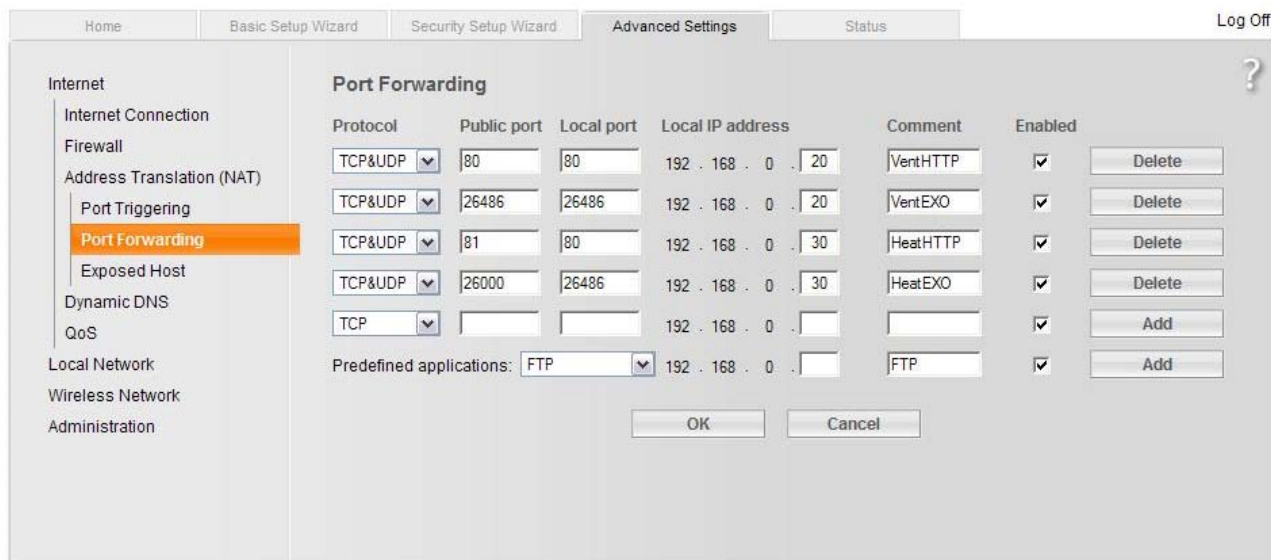 Home Basic Setup Wizard Security Setup Wizard Advanced Settings Status Log Off
?
Internet
Internet Connection
Firewall
Address Translation (NAT)
Port Triggering
Port Forwarding
Exposed Host
Dynamic DNS
QoS
Local Network
Wireless Network
Administration
Port Forwarding
Protocol Public port Local port Local IP address Comment Enabled
TCP&UDP 80 80 192 . 168 . 0 . 20 VentHTTP Delete
TCP&UDP 26486 26486 192 . 168 . 0 . 20 VentEXO Delete
TCP&UDP 81 80 192 . 168 . 0 . 30 HeatHTTP Delete
TCP&UDP 26000 26486 192 . 168 . 0 . 30 HeatEXO Delete
TCP 192 . 168 . 0 . Add
Predefined applications: FTP 192 . 168 . 0 . FTP Add
OK Cancel